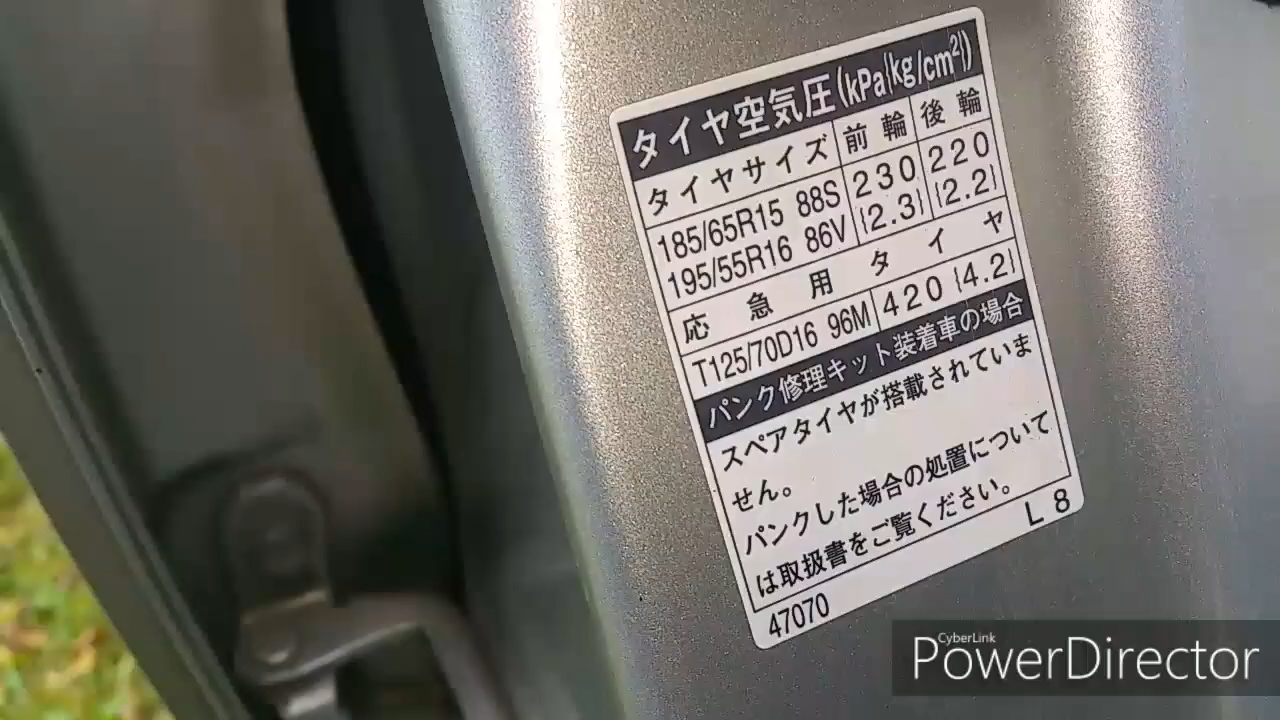 タイヤ空気圧(kPa{kg/cm²})
タイヤサイズ 前輪 後輪
185/65R15 88S 230 220
195/55R16 86V {2.3} {2.2}
応急用タイヤ
T125/70D16 96M 420 {4.2}
パンク修理キット装着車の場合
スペアタイヤが搭載されていま
せん。
パンクした場合の処置について
は取扱書をご覧ください。
47070 L 8
CyberLink
PowerDirector